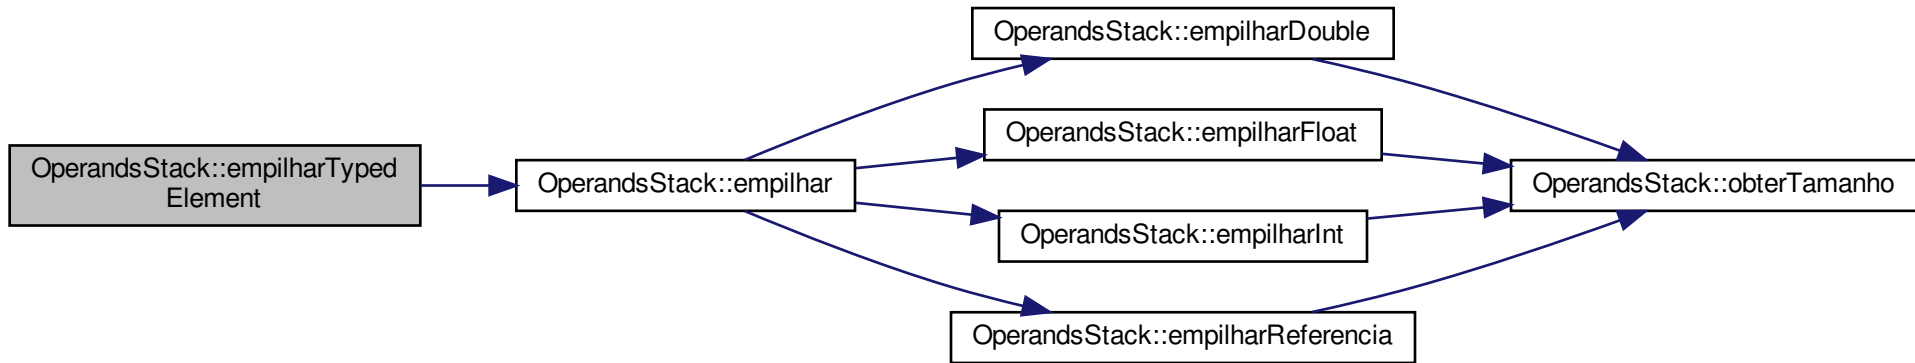 OperandsStack::empilharTyped
Element
OperandsStack::empilhar
OperandsStack::empilharDouble
OperandsStack::empilharFloat
OperandsStack::empilharInt
OperandsStack::empilharReferencia
OperandsStack::obterTamanho